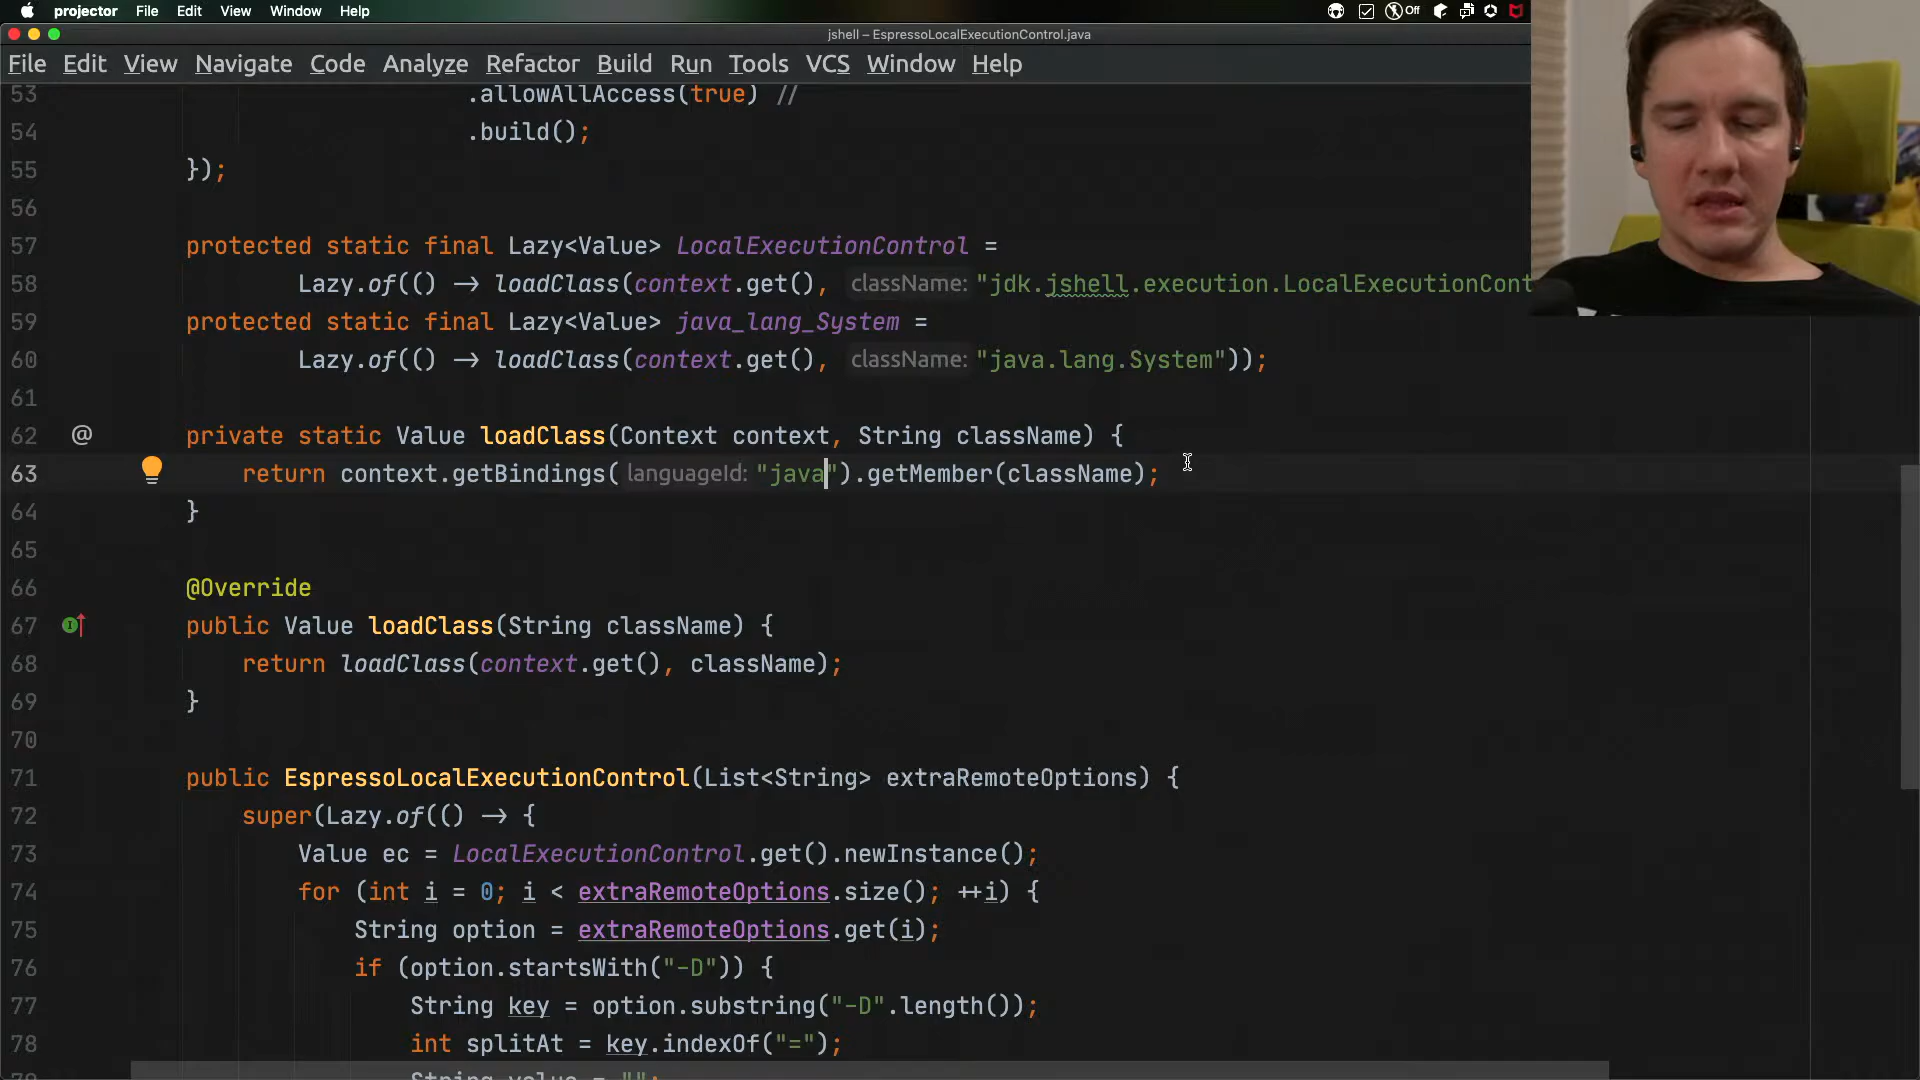 projector File Edit View Window Help Off
jshell – EspressoLocalExecutionControl.java
File Edit View Navigate Code Analyze Refactor Build Run Tools VCS Window Help
53 .allowAllAccess(true) //
54 .build();
55 });
56
57 protected static final Lazy<Value> LocalExecutionControl =
58 Lazy.of(() -> loadClass(context.get(), className: "jdk.jshell.execution.LocalExecutionCont
59 protected static final Lazy<Value> java_lang_System =
60 Lazy.of(() -> loadClass(context.get(), className: "java.lang.System"));
61
62 @ private static Value loadClass(Context context, String className) {
63 return context.getBindings( languageId: "java").getMember(className);
64 }
65
66 @Override
67 public Value loadClass(String className) {
68 return loadClass(context.get(), className);
69 }
70
71 public EspressoLocalExecutionControl(List<String> extraRemoteOptions) {
72 super(Lazy.of(() -> {
73 Value ec = LocalExecutionControl.get().newInstance();
74 for (int i = 0; i < extraRemoteOptions.size(); ++i) {
75 String option = extraRemoteOptions.get(i);
76 if (option.startsWith("-D")) {
77 String key = option.substring("-D".length());
78 int splitAt = key.indexOf("=");
79 String value = "";